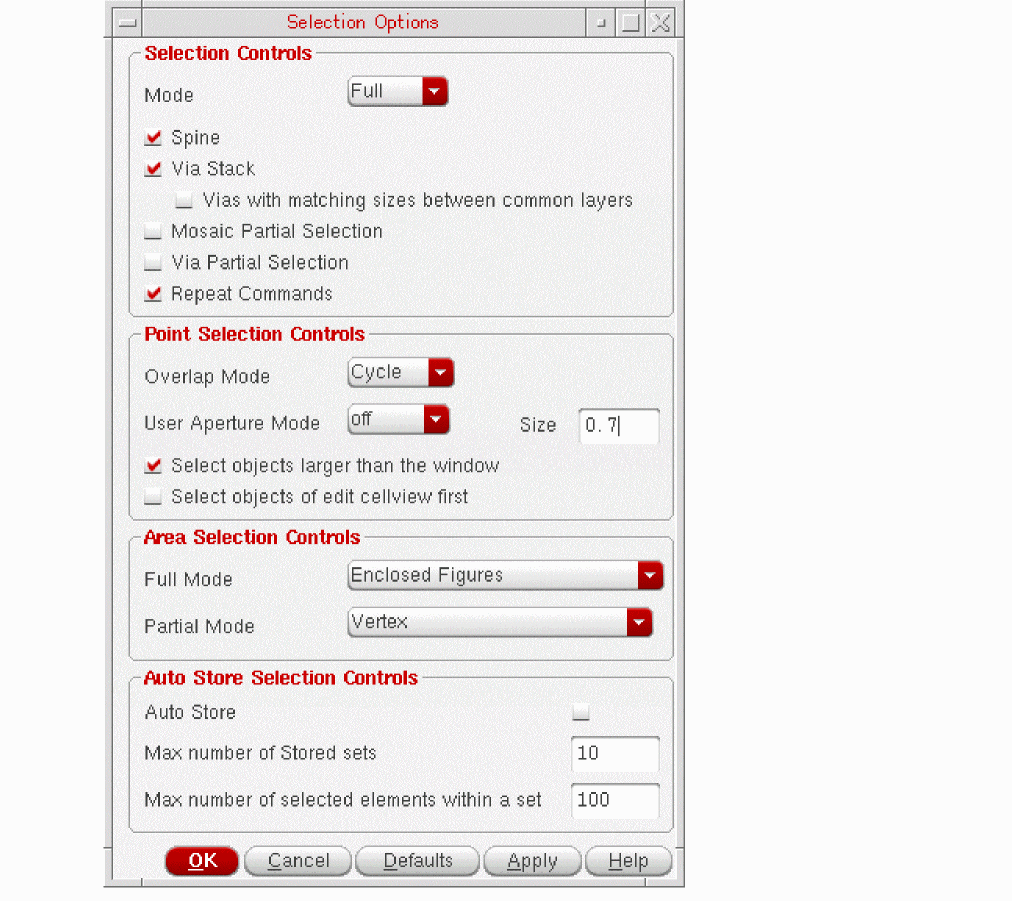 Selection Options
Selection Controls
Mode Full
Spine
Via Stack
Vias with matching sizes between common layers
Mosaic Partial Selection
Via Partial Selection
Repeat Commands
Point Selection Controls
Overlap Mode Cycle
User Aperture Mode off Size 0.7
Select objects larger than the window
Select objects of edit cellview first
Area Selection Controls
Full Mode Enclosed Figures
Partial Mode Vertex
Auto Store Selection Controls
Auto Store
Max number of Stored sets 10
Max number of selected elements within a set 100
OK Cancel Defaults Apply Help